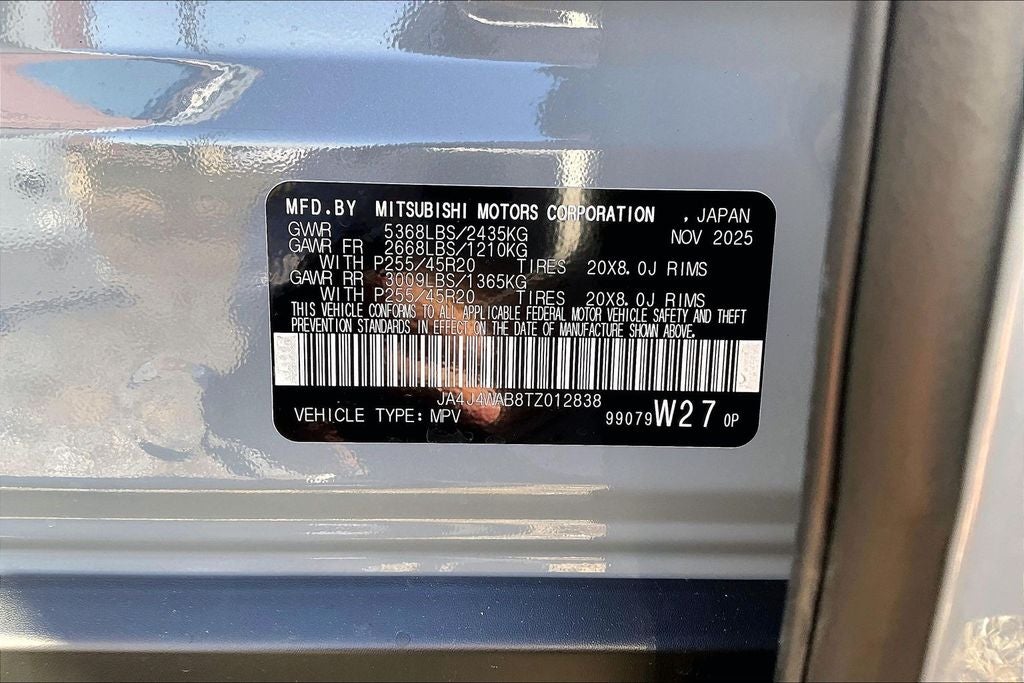 MFD.BY MITSUBISHI MOTORS CORPORATION , JAPAN
GVWR 5368LBS/2435KG NOV 2025
GAWR FR 2668LBS/1210KG
WITH P255/45R20 TIRES 20X8.0J RIMS
GAWR RR 3009LBS/1365KG
WITH P255/45R20 TIRES 20X8.0J RIMS
THIS VEHICLE CONFORMS TO ALL APPLICABLE FEDERAL MOTOR VEHICLE SAFETY AND THEFT
PREVENTION STANDARDS IN EFFECT ON THE DATE OF MANUFACTURE SHOWN ABOVE.
JA4J4WAB8TZ012838
VEHICLE TYPE: MPV 99079 W27 0P